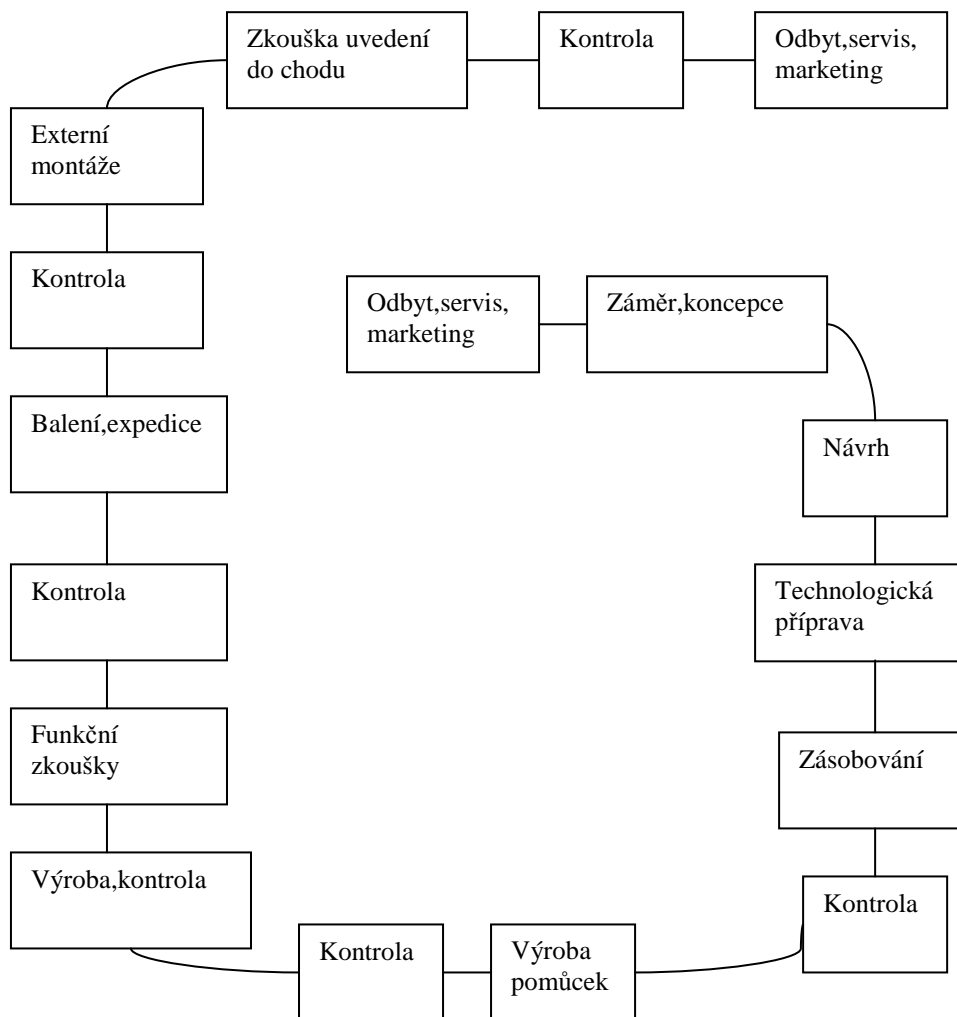 Zkouška uvedení
do chodu
Kontrola
Odbyt,servis,
marketing
Externí
montáže
Kontrola
Odbyt,servis,
marketing
Záměr,koncepce
Balení,expedice
Návrh
Kontrola
Technologická
příprava
Funkční
zkoušky
Zásobování
Výroba,kontrola
Kontrola
Kontrola
Výroba
pomůcek